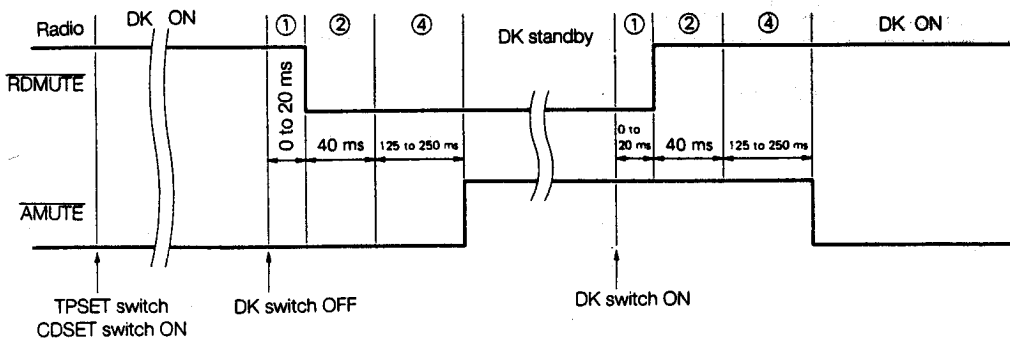 Radio DK ON ① ② ④ DK standby ① ② ④ DK ON
RDMUTE
0 to 20 ms
40 ms
125 to 250 ms
0 to
20 ms
40 ms
125 to 250 ms
AMUTE
TPSET switch
CDSET switch ON
DK switch OFF
DK switch ON